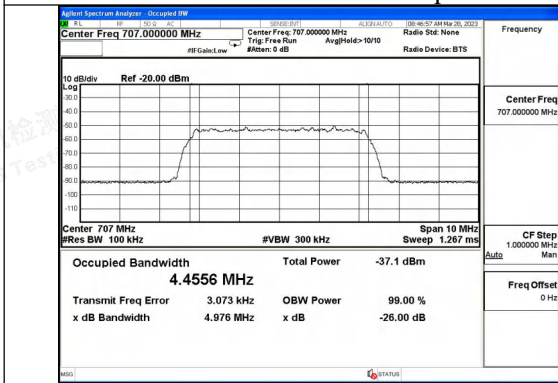 Agilent Spectrum Analyzer - Occupied BW
RL RF 50 Ω AC SENSE:INT ALIGN AUTO 08:46:57 AM Mar 28, 2023
Center Freq 707.000000 MHz
Center Freq: 707.000000 MHz
Radio Std: None
Trig: Free Run Avg|Hold:> 10/10
#IFGain:Low #Atten: 0 dB Radio Device: BTS
10 dB/div Ref -20.00 dBm
Log
-30.0
-40.0
-50.0
-60.0
-70.0
-80.0
-90.0
-100
-110
Center 707 MHz Span 10 MHz
#Res BW 100 kHz #VBW 300 kHz Sweep 1.267 ms
Occupied Bandwidth Total Power -37.1 dBm
4.4556 MHz
Transmit Freq Error 3.073 kHz OBW Power 99.00 %
x dB Bandwidth 4.976 MHz x dB -26.00 dB
MSG STATUS
Frequency
Center Freq
707.000000 MHz
CF Step
1.000000 MHz
Auto Man
Freq Offset
0 Hz